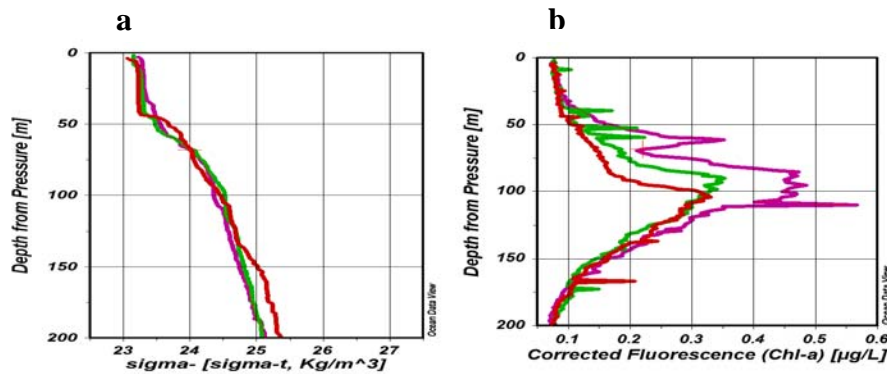 a
b
0
50
100
150
200
Depth from Pressure [m]
23
24
25
26
27
sigma- [sigma-t, Kg/m^3]
Ocean Data View
0
50
100
150
200
Depth from Pressure [m]
0.1
0.2
0.3
0.4
0.5
0.6
Corrected Fluorescence (Chl-a) [µg/L]
Ocean Data View